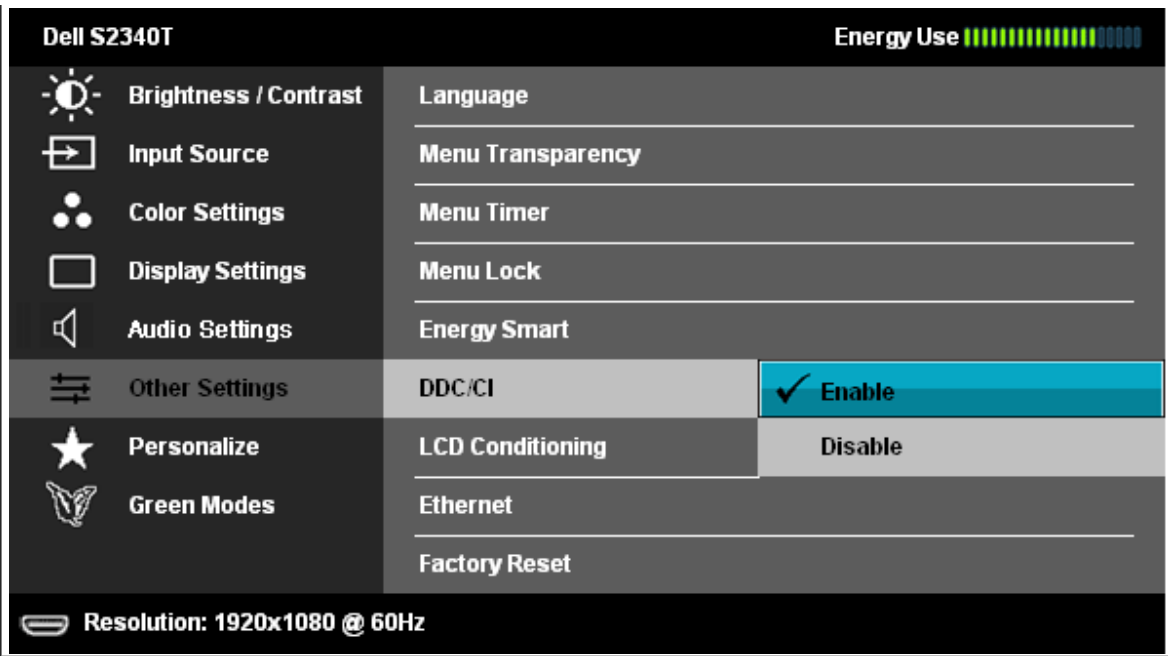 Dell S2340T Energy Use
Brightness / Contrast Language
Input Source Menu Transparency
Color Settings Menu Timer
Display Settings Menu Lock
Audio Settings Energy Smart
Other Settings DDC/CI Enable
Personalize LCD Conditioning Disable
Green Modes Ethernet
Factory Reset
Resolution: 1920x1080 @ 60Hz